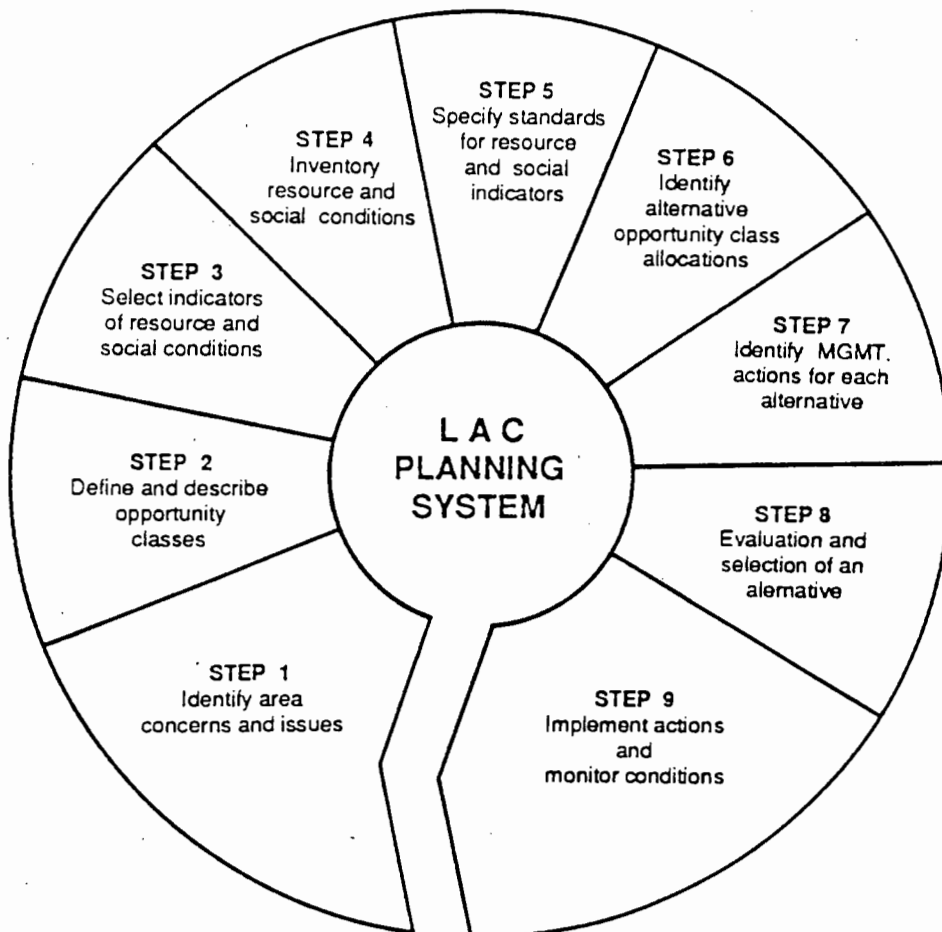 L A C
PLANNING
SYSTEM
STEP 1
Identify area
concerns and issues
STEP 2
Define and describe
opportunity
classes
STEP 3
Select indicators
of resource and
social conditions
STEP 4
Inventory
resource and
social conditions
STEP 5
Specify standards
for resource
and social
indicators
STEP 6
Identify
alternative
opportunity class
allocations
STEP 7
Identify MGMT.
actions for each
alternative
STEP 8
Evaluation and
selection of an
alernative
STEP 9
Implement actions
and
monitor conditions